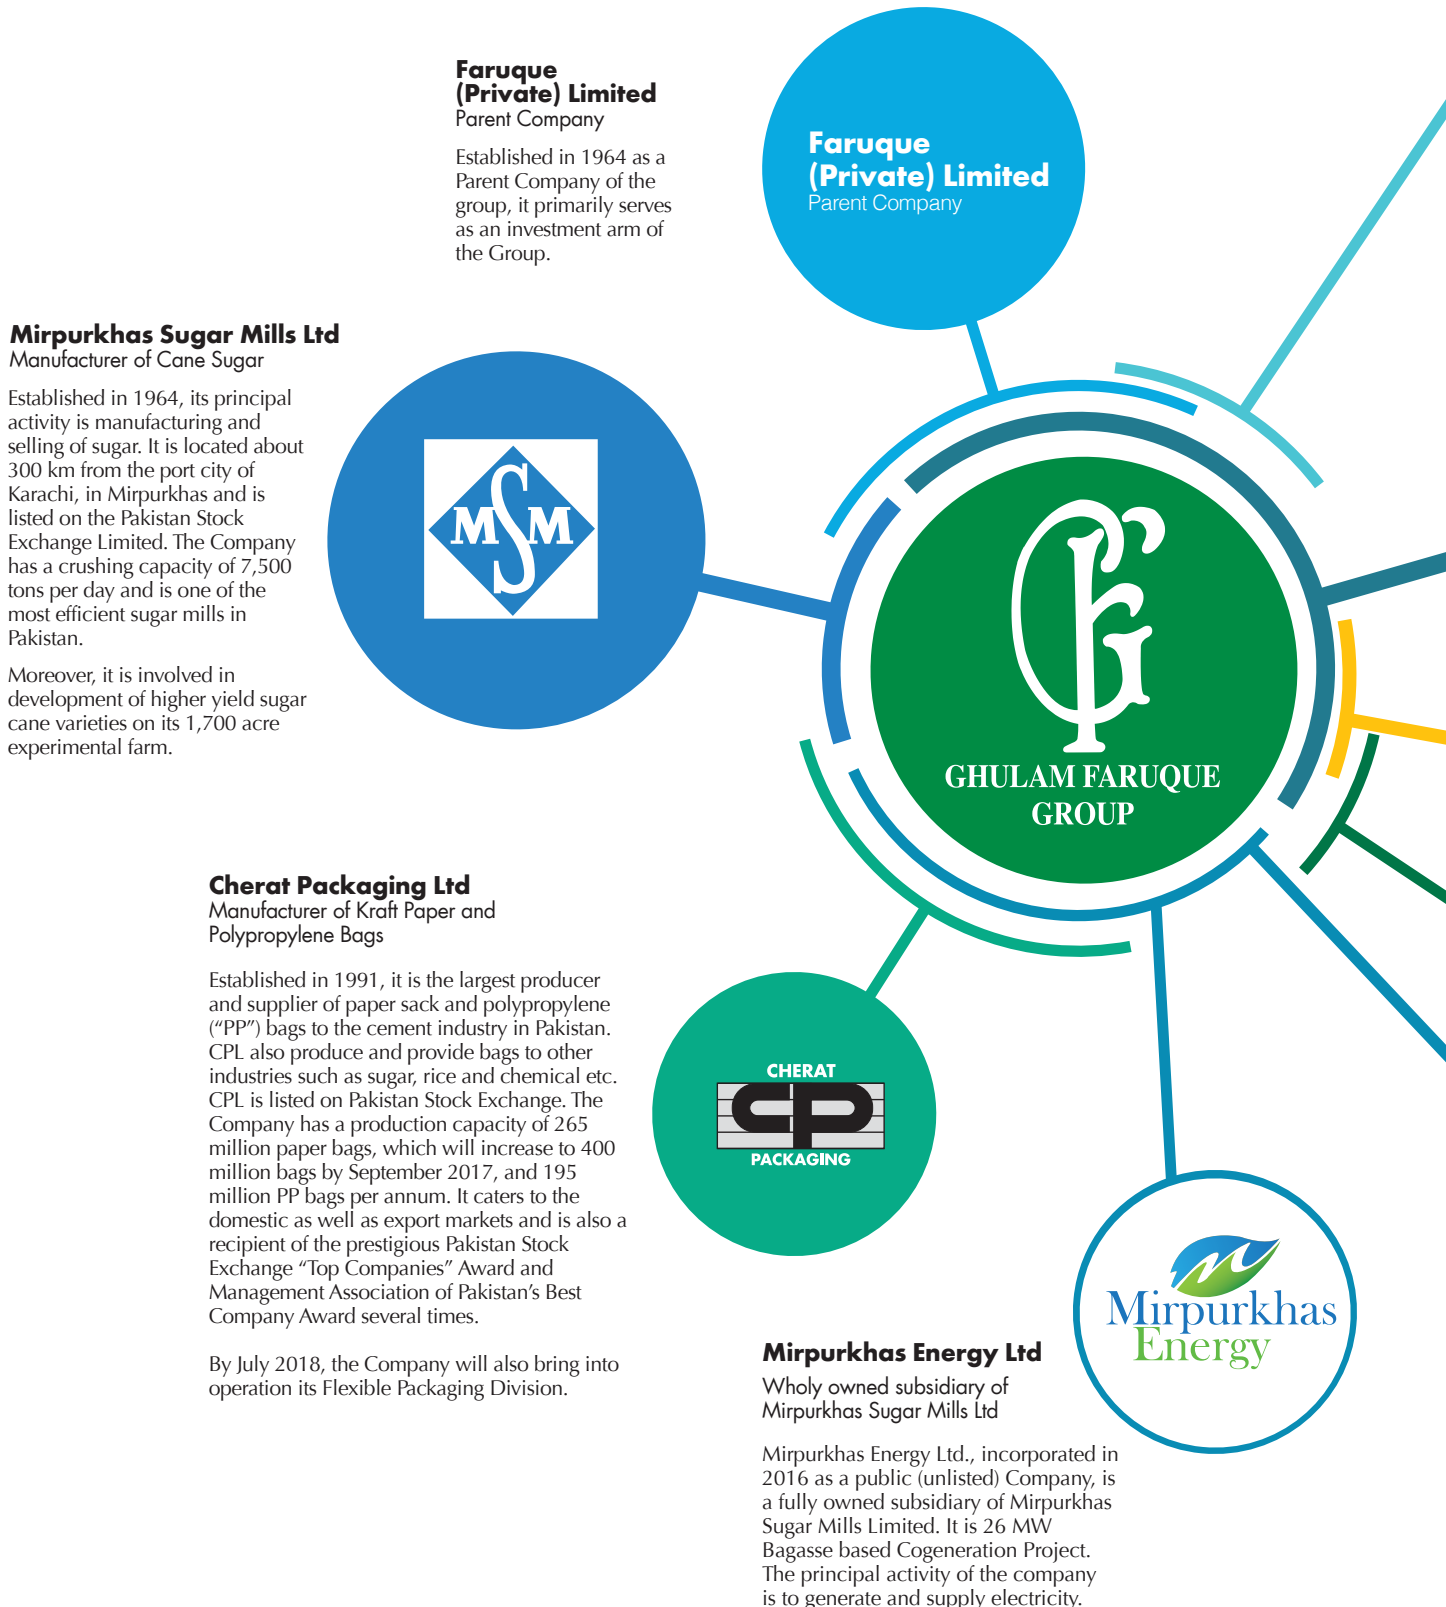 Faruque
(Private) Limited
Parent Company
Established in 1964 as a
Parent Company of the
group, it primarily serves
as an investment arm of
the Group.
Faruque
(Private) Limited
Parent Company
Mirpurkhas Sugar Mills Ltd
Manufacturer of Cane Sugar
Established in 1964, its principal
activity is manufacturing and
selling of sugar. It is located about
300 km from the port city of
Karachi, in Mirpurkhas and is
listed on the Pakistan Stock
Exchange Limited. The Company
has a crushing capacity of 7,500
tons per day and is one of the
most efficient sugar mills in
Pakistan.
Moreover, it is involved in
development of higher yield sugar
cane varieties on its 1,700 acre
experimental farm.
MSM
GF
GHULAM FARUQUE
GROUP
Cherat Packaging Ltd
Manufacturer of Kraft Paper and
Polypropylene Bags
Established in 1991, it is the largest producer
and supplier of paper sack and polypropylene
(“PP”) bags to the cement industry in Pakistan.
CPL also produce and provide bags to other
industries such as sugar, rice and chemical etc.
CPL is listed on Pakistan Stock Exchange. The
Company has a production capacity of 265
million paper bags, which will increase to 400
million bags by September 2017, and 195
million PP bags per annum. It caters to the
domestic as well as export markets and is also a
recipient of the prestigious Pakistan Stock
Exchange “Top Companies” Award and
Management Association of Pakistan’s Best
Company Award several times.
By July 2018, the Company will also bring into
operation its Flexible Packaging Division.
CHERAT
CP
PACKAGING
Mirpurkhas
Energy
Mirpurkhas Energy Ltd
Wholy owned subsidiary of
Mirpurkhas Sugar Mills Ltd
Mirpurkhas Energy Ltd., incorporated in
2016 as a public (unlisted) Company, is
a fully owned subsidiary of Mirpurkhas
Sugar Mills Limited. It is 26 MW
Bagasse based Cogeneration Project.
The principal activity of the company
is to generate and supply electricity.